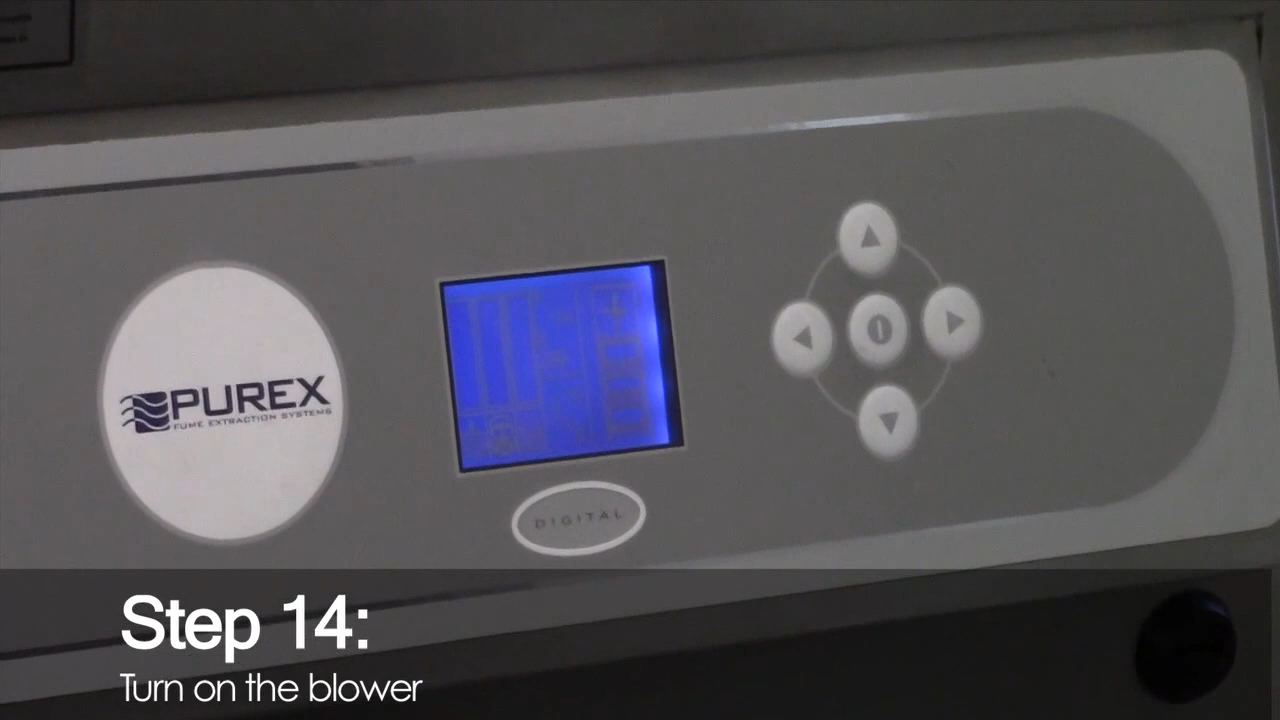 PUREX
FUME EXTRACTION SYSTEMS
DIGITAL
Step 14:
Turn on the blower